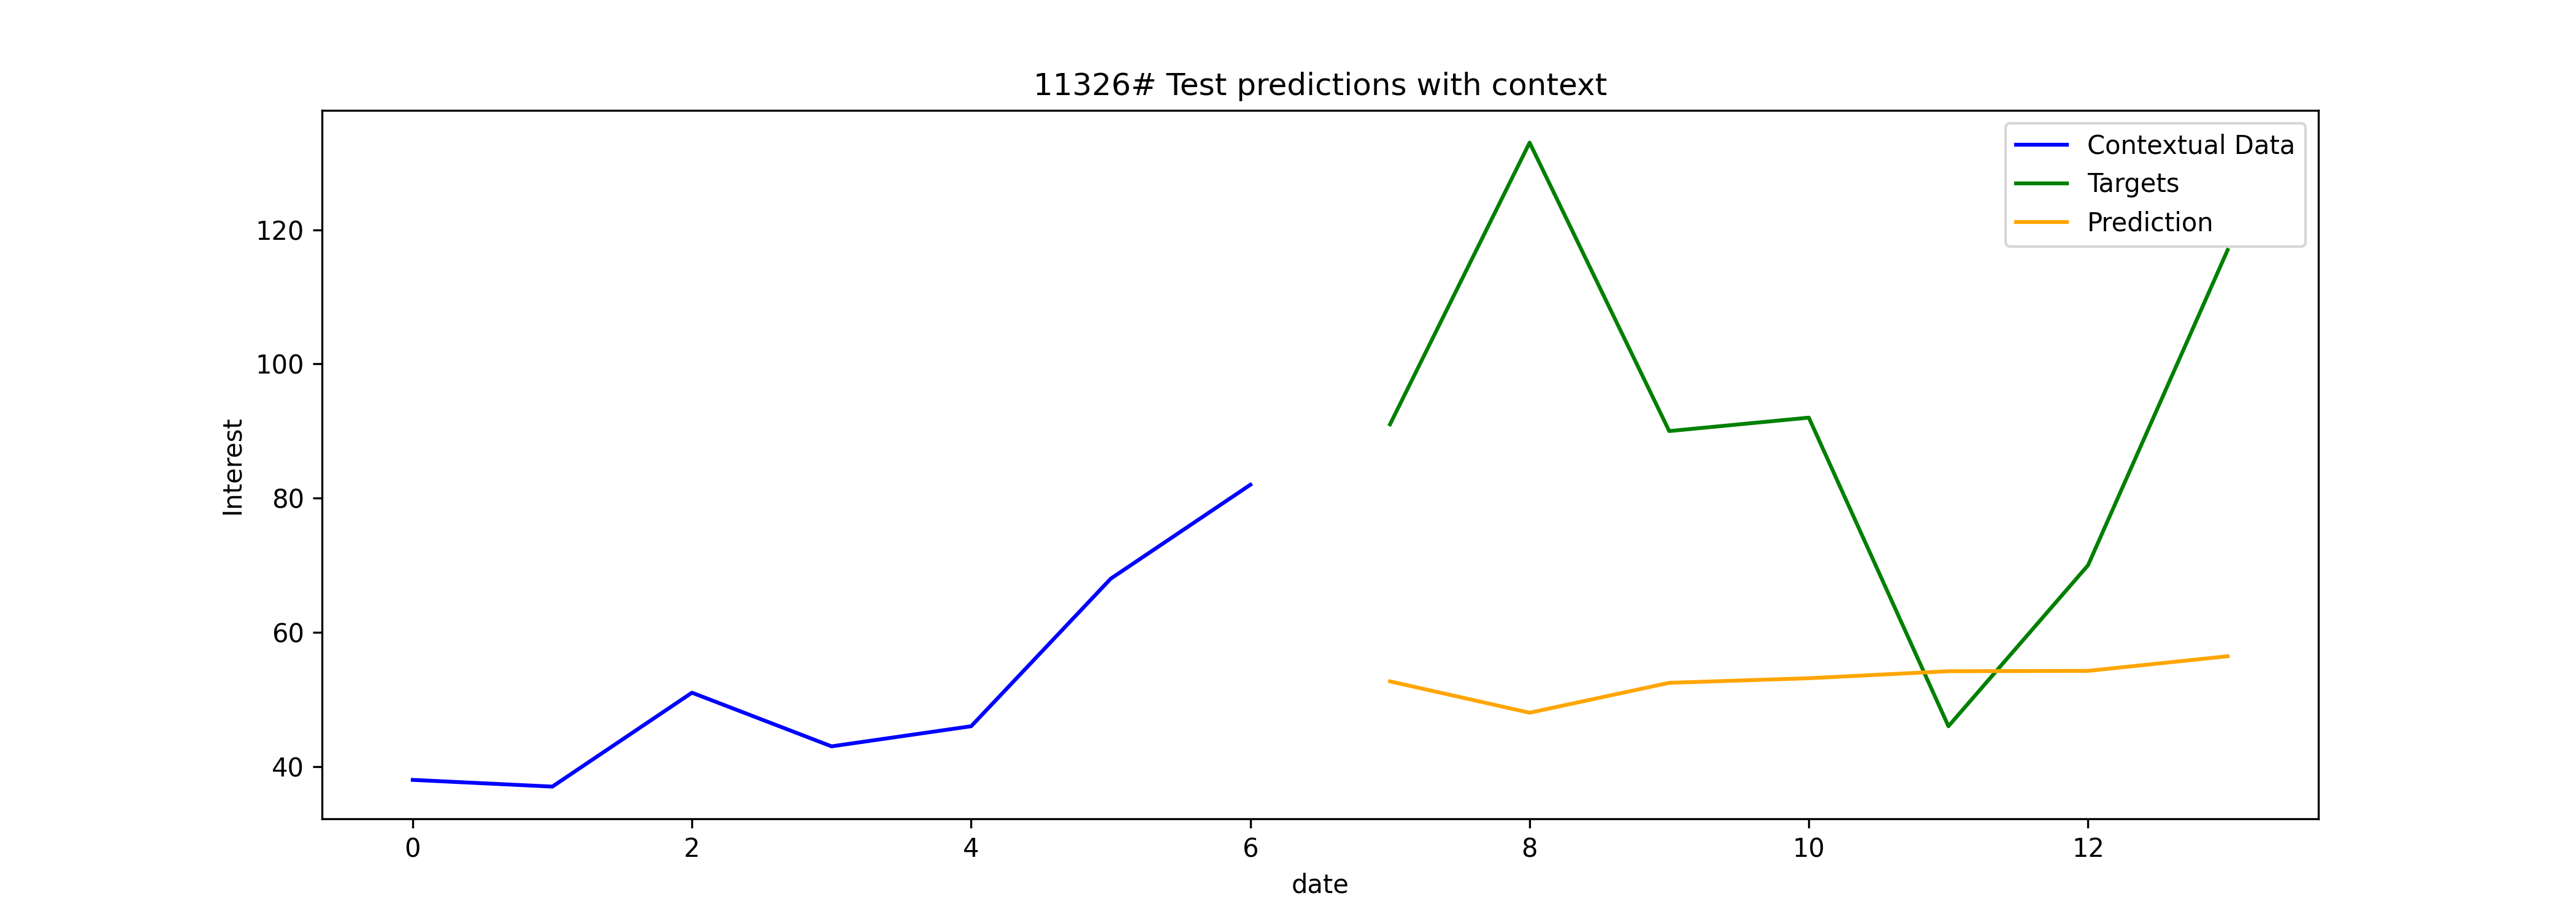 11326# Test predictions with context
Contextual Data
Targets
Prediction
120
100
80
60
40
Interest
0 2 4 6 8 10 12
date